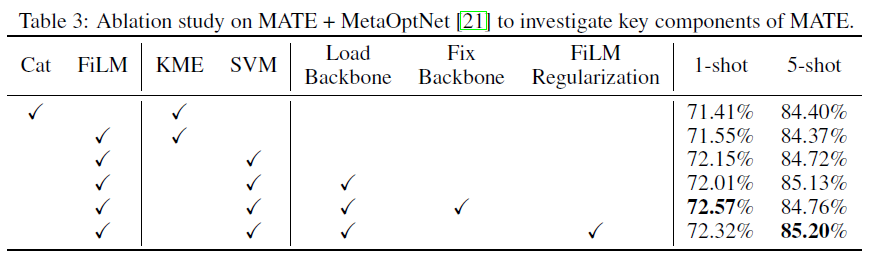 Table 3: Ablation study on MATE + MetaOptNet [21] to investigate key components of MATE.
Cat FiLM KME SVM Load Backbone Fix Backbone FiLM Regularization 1-shot 5-shot
✓ ✓ 71.41% 84.40%
✓ ✓ 71.55% 84.37%
✓ ✓ 72.15% 84.72%
✓ ✓ ✓ 72.01% 85.13%
✓ ✓ ✓ ✓ 72.57% 84.76%
✓ ✓ ✓ ✓ 72.32% 85.20%